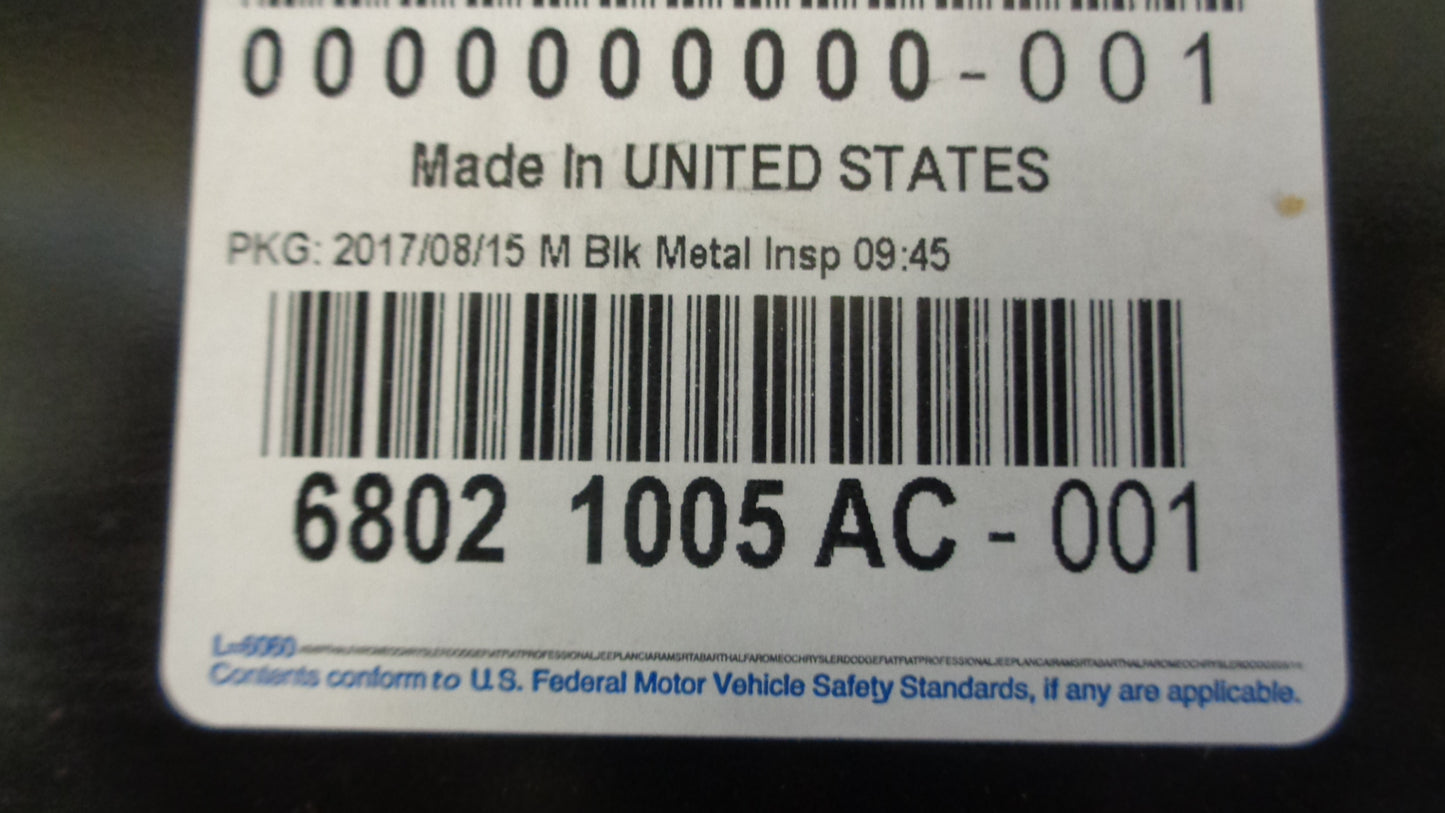 0000000000-001
Made In UNITED STATES
PKG: 2017/08/15 M Blk Metal Insp 09:45
6802 1005 AC - 001
L=6060
Contents conform to U.S. Federal Motor Vehicle Safety Standards, if any are applicable.